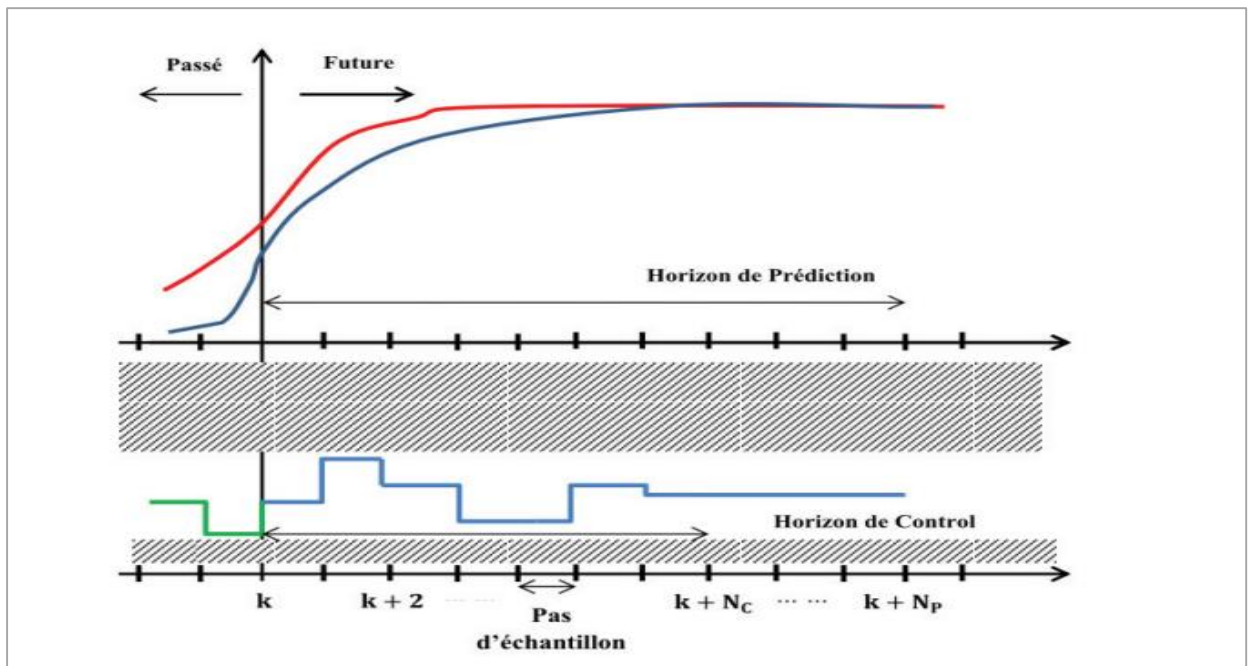 Passé
Future
Horizon de Prédiction
Horizon de Control
k
k + 2
... ...
Pas
d'échantillon
k + N_C
... ...
k + N_P